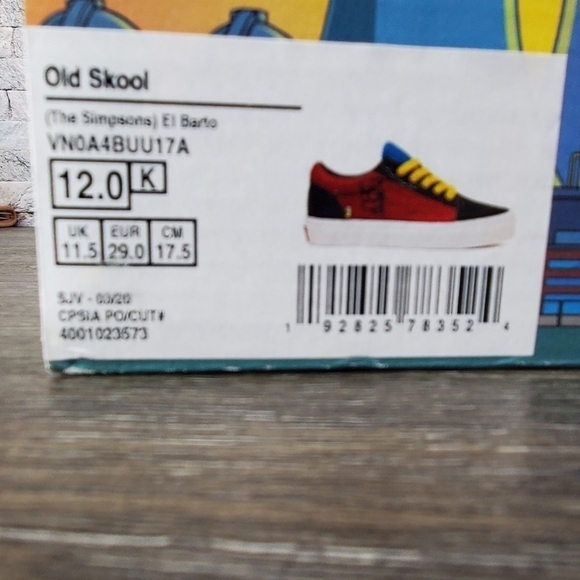 Old Skool
(The Simpsons) El Barto
VN0A4BUU17A
12.0 K
UK EUR CM
11.5 29.0 17.5
SJV - 03/20
CPSIA PO/CUT#
4001023573
1 92825 78352 4